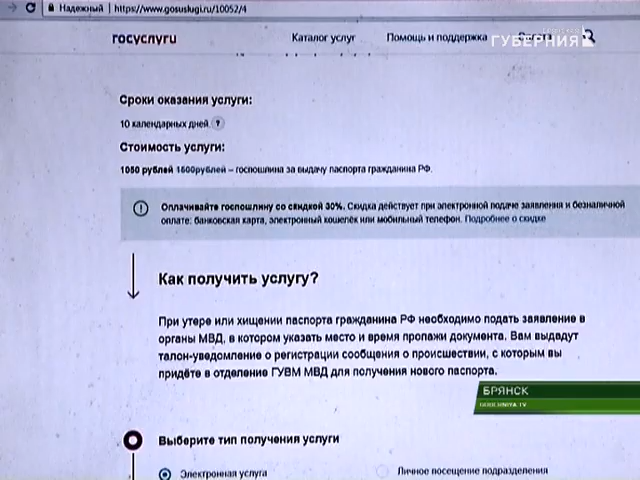 Надежный | https://www.gosuslugi.ru/10052/4
госуслуги Каталог услуг Помощь и поддержка
ГУБЕРНИЯ
Сроки оказания услуги:
10 календарных дней ?
Стоимость услуги:
1050 рублей 1500рублей – госпошлина за выдачу паспорта гражданина РФ.
Оплачивайте госпошлину со скидкой 30%. Скидка действует при электронной подаче заявления и безналичной
оплате: банковская карта, электронный кошелек или мобильный телефон. Подробнее о скидке
Как получить услугу?
При утере или хищении паспорта гражданина РФ необходимо подать заявление в
органы МВД, в котором указать место и время пропажи документа. Вам выдадут
талон-уведомление о регистрации сообщения о происшествии, с которым вы
придёте в отделение ГУВМ МВД для получения нового паспорта.
БРЯНСК
Выберите тип получения услуги
Электронная услуга Личное посещение подразделения